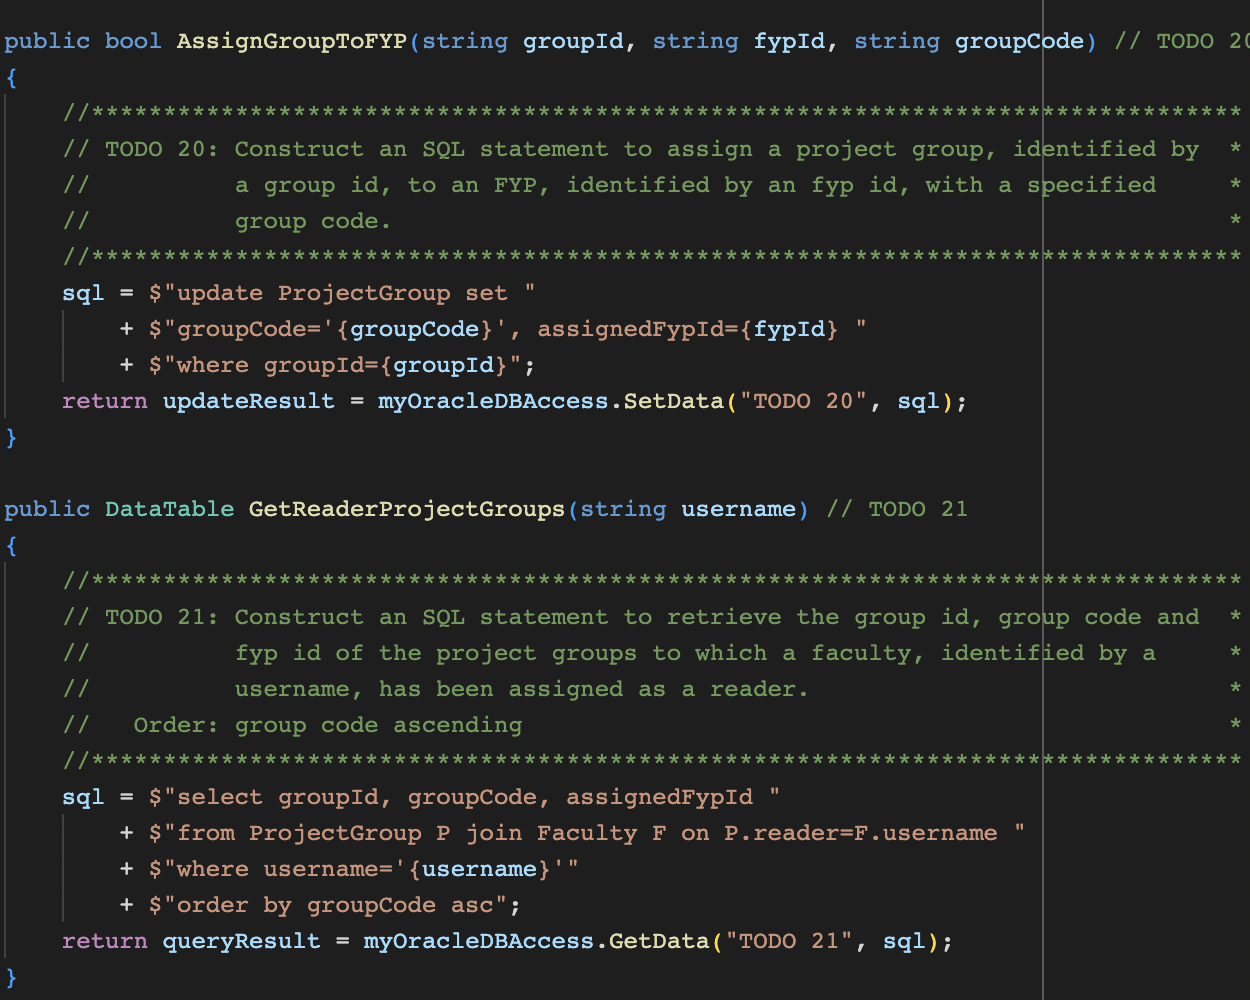 public bool AssignGroupToFYP(string groupId, string fypId, string groupCode) // TODO 20
{
    //********************************************************************************
    // TODO 20: Construct an SQL statement to assign a project group, identified by  *
    //          a group id, to an FYP, identified by an fyp id, with a specified     *
    //          group code.                                                          *
    //********************************************************************************
    sql = $"update ProjectGroup set "
        + $"groupCode='{groupCode}', assignedFypId={fypId} "
        + $"where groupId={groupId}";
    return updateResult = myOracleDBAccess.SetData("TODO 20", sql);
}

public DataTable GetReaderProjectGroups(string username) // TODO 21
{
    //********************************************************************************
    // TODO 21: Construct an SQL statement to retrieve the group id, group code and  *
    //          fyp id of the project groups to which a faculty, identified by a     *
    //          username, has been assigned as a reader.                             *
    //   Order: group code ascending                                                 *
    //********************************************************************************
    sql = $"select groupId, groupCode, assignedFypId "
        + $"from ProjectGroup P join Faculty F on P.reader=F.username "
        + $"where username='{username}'"
        + $"order by groupCode asc";
    return queryResult = myOracleDBAccess.GetData("TODO 21", sql);
}